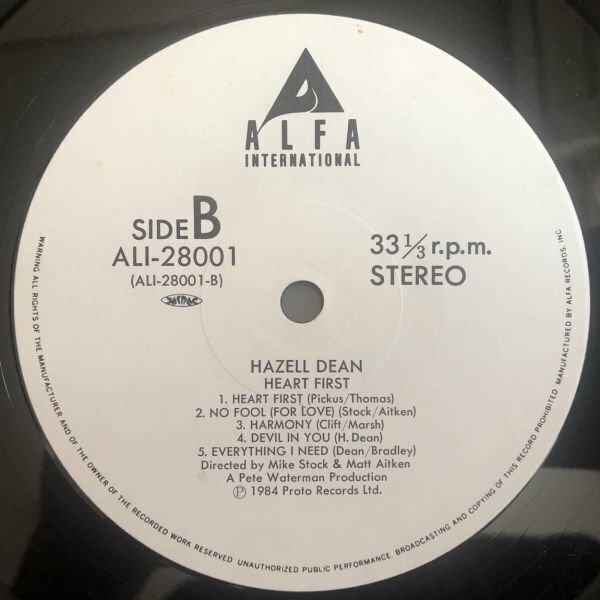 ALFA
INTERNATIONAL
SIDE B
ALI-28001
(ALI-28001-B)
JASRAC
33 1/3 r.p.m.
STEREO
HAZELL DEAN
HEART FIRST
1. HEART FIRST (Pickus/Thomas)
2. NO FOOL (FOR LOVE) (Stock/Aitken)
3. HARMONY (Clift/Marsh)
4. DEVIL IN YOU (H. Dean)
5. EVERYTHING I NEED (Dean/Bradley)
Directed by Mike Stock & Matt Aitken
A Pete Waterman Production
Ⓟ 1984 Proto Records Ltd.
WARNING ALL RIGHTS OF THE MANUFACTURER AND OF THE OWNER OF THE RECORDED WORK RESERVED UNAUTHORIZED PUBLIC PERFORMANCE, BROADCASTING AND COPYING OF THIS RECORD PROHIBITED MANUFACTURED BY ALFA RECORDS, INC